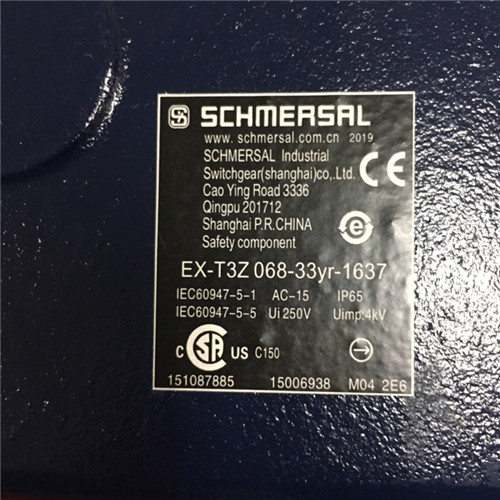 SCHMERSAL
www. schmersal.com.cn 2019
SCHMERSAL Industrial
Switchgear(shanghai)co,.Ltd.
Cao Ying Road 3336
Qingpu 201712
Shanghai P.R.CHINA
Safety component
CE
EX-T3Z 068-33yr-1637
IEC60947-5-1 AC-15 IP65
IEC60947-5-5 Ui 250V Uimp:4kV
C SA US C150
151087885 15006938 M04 2E6